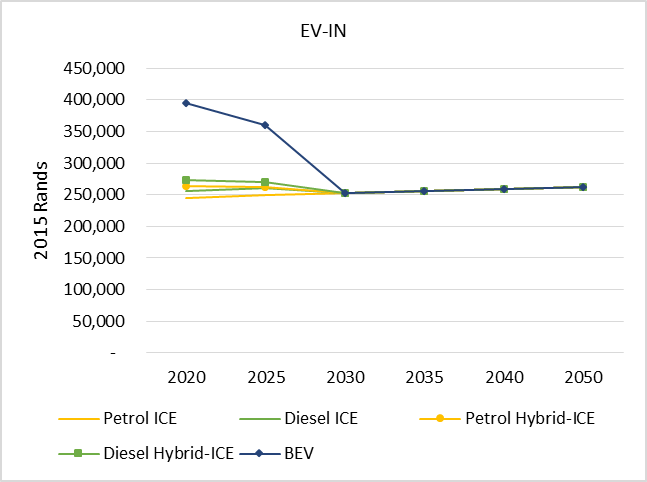 EV-IN
450,000
400,000
350,000
300,000
250,000
200,000
150,000
100,000
50,000
-
2015 Rands
2020 2025 2030 2035 2040 2050
Petrol ICE Diesel ICE Petrol Hybrid-ICE
Diesel Hybrid-ICE BEV